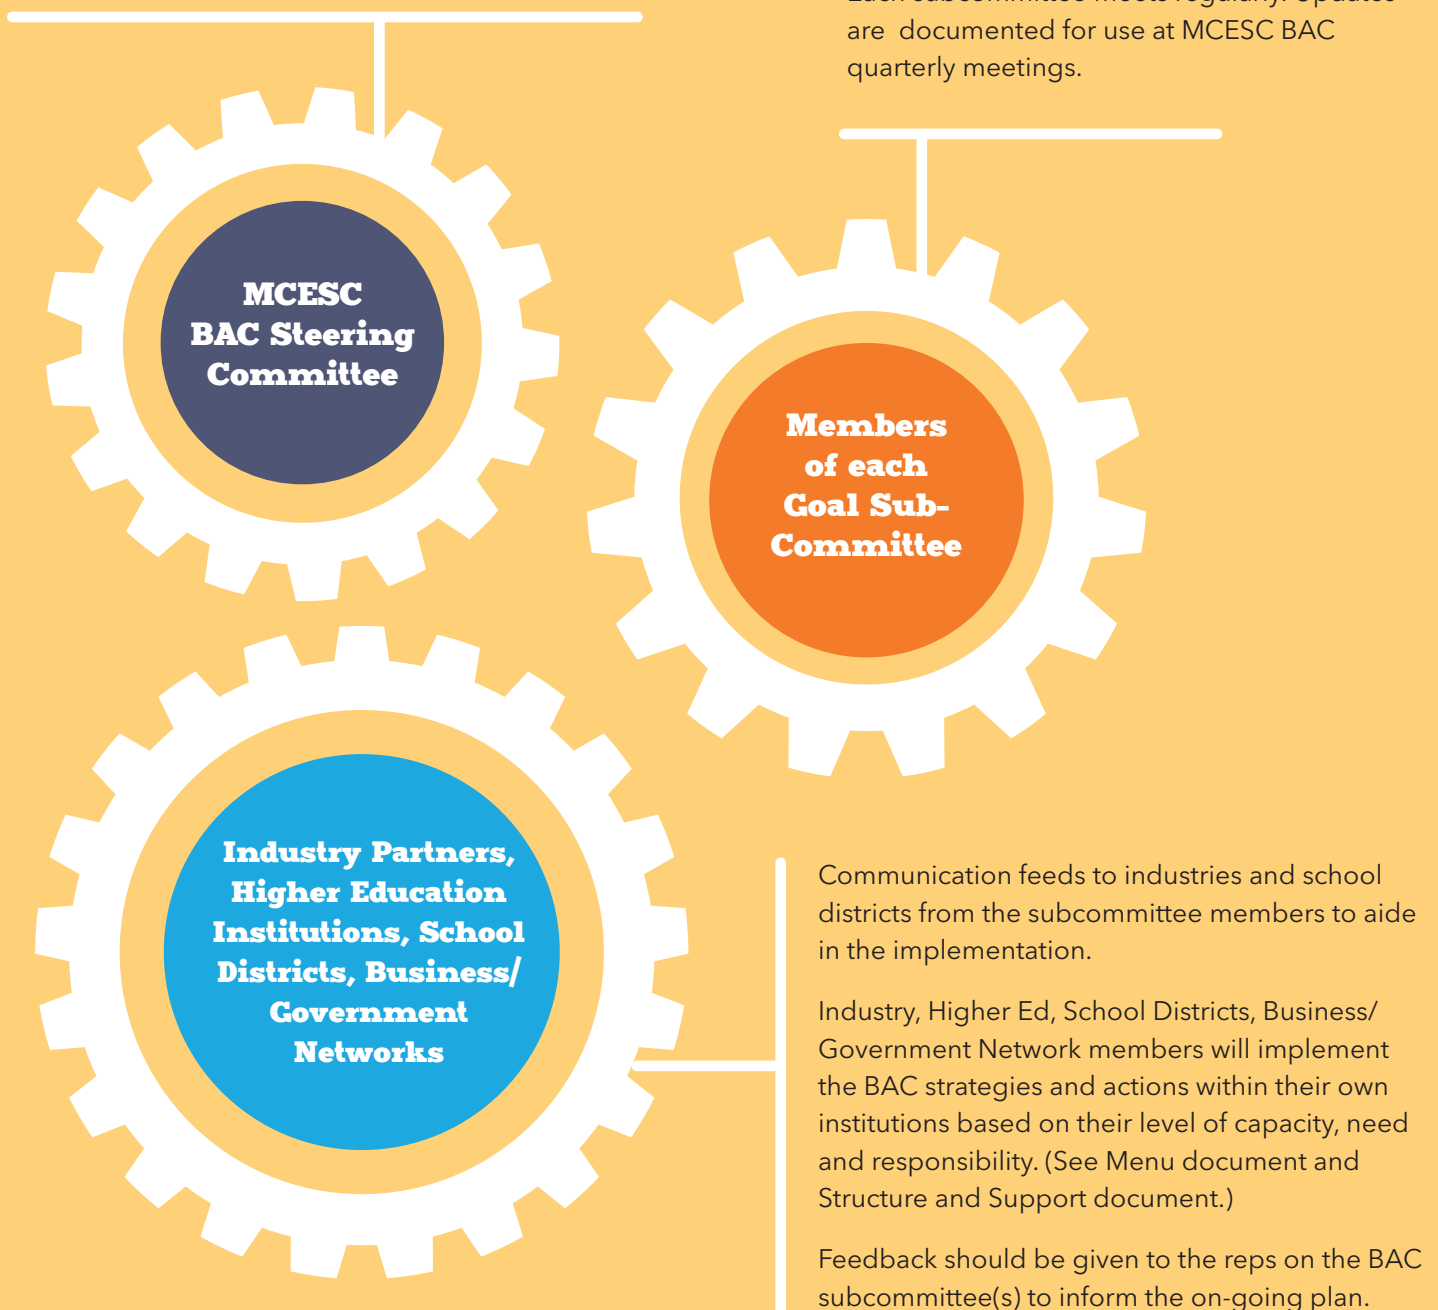 Each subcommittee meets regularly. Updates
are documented for use at MCESC BAC
quarterly meetings.
MCESC
BAC Steering
Committee
Members
of each
Goal Sub-
Committee
Industry Partners,
Higher Education
Institutions, School
Districts, Business/
Government
Networks
Communication feeds to industries and school
districts from the subcommittee members to aide
in the implementation.
Industry, Higher Ed, School Districts, Business/
Government Network members will implement
the BAC strategies and actions within their own
institutions based on their level of capacity, need
and responsibility. (See Menu document and
Structure and Support document.)
Feedback should be given to the reps on the BAC
subcommittee(s) to inform the on-going plan.